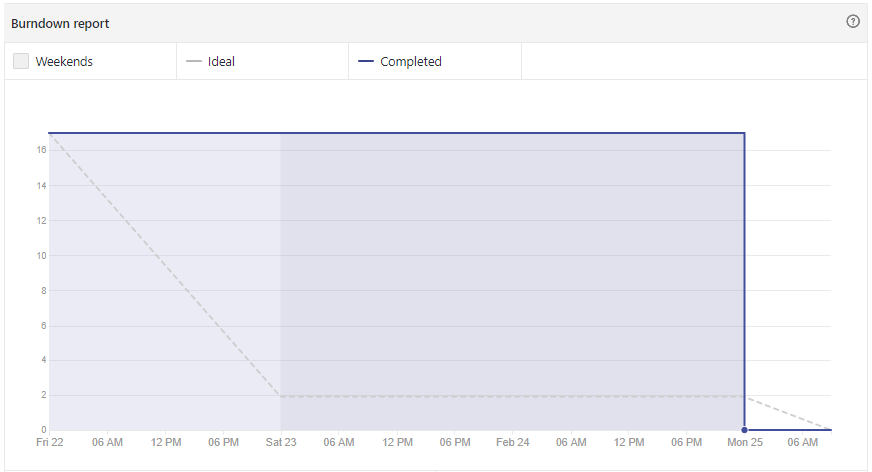 Burndown report
?
Weekends
Ideal
Completed
16
14
12
10
8
6
4
2
0
Fri 22 06 AM 12 PM 06 PM Sat 23 06 AM 12 PM 06 PM Feb 24 06 AM 12 PM 06 PM Mon 25 06 AM